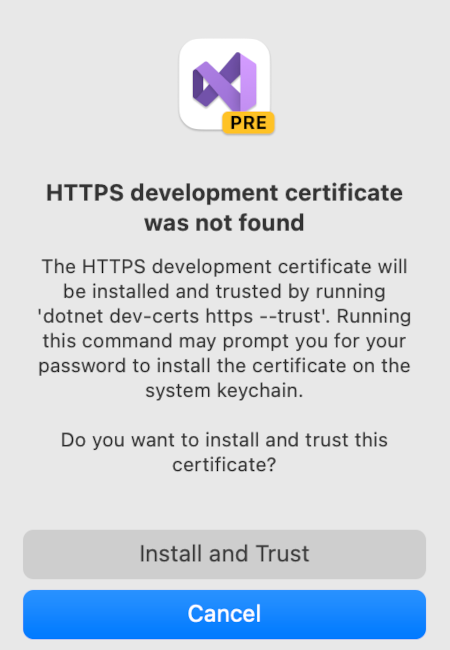 PRE
HTTPS development certificate
was not found
The HTTPS development certificate will
be installed and trusted by running
'dotnet dev-certs https --trust'. Running
this command may prompt you for your
password to install the certificate on the
system keychain.
Do you want to install and trust this
certificate?
Install and Trust
Cancel